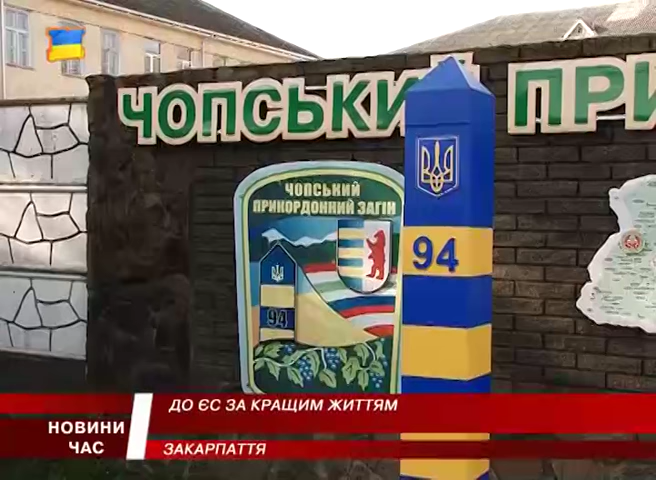 ЧОПСЬКИЙ ПРИ
ЧОПСЬКИЙ
ПРИКОРДОННИЙ ЗАГІН
94
94
ДО ЄС ЗА КРАЩИМ ЖИТТЯМ
НОВИНИ
ЧАС
ЗАКАРПАТТЯ